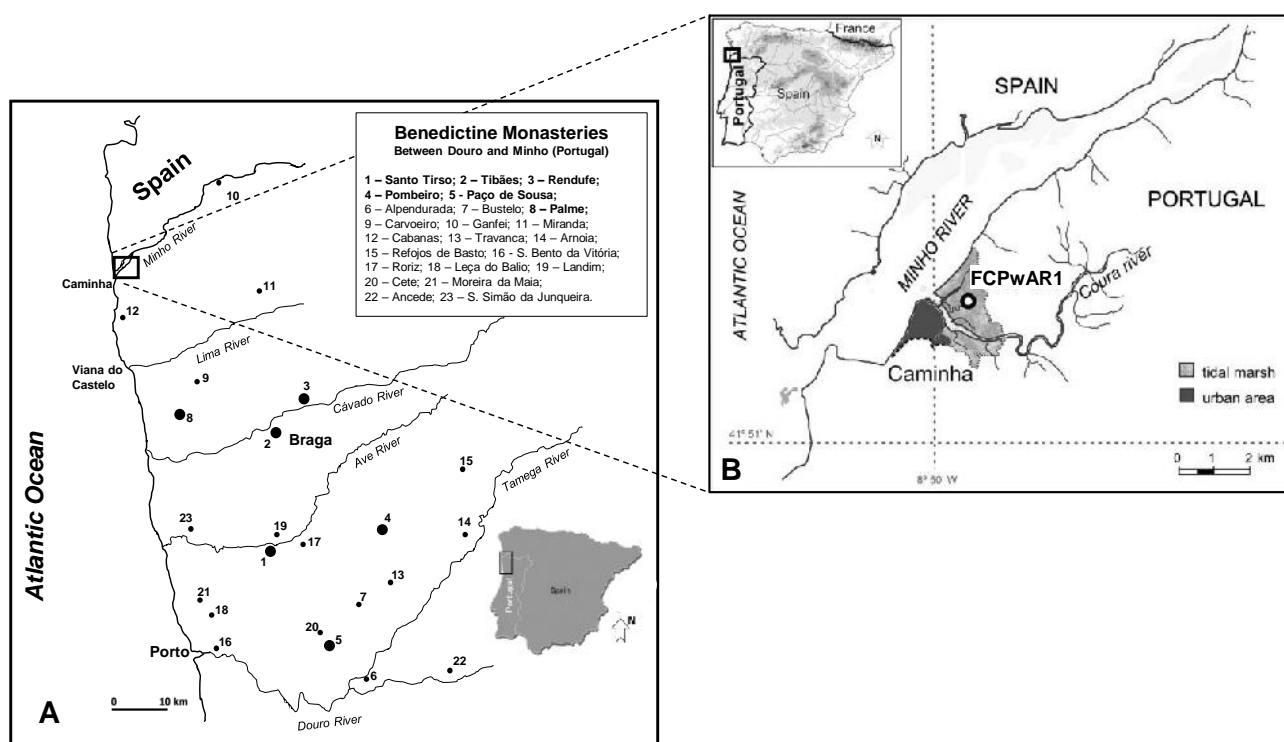 Benedictine Monasteries
Between Douro and Minho (Portugal)
1 – Santo Tirso; 2 – Tibães; 3 – Rendufe;
4 – Pombeiro; 5 - Paço de Sousa;
6 – Alpendurada; 7 – Bustelo; 8 – Palme;
9 – Carvoeiro; 10 – Ganfei; 11 – Miranda;
12 – Cabanas; 13 – Travanca; 14 – Arnoia;
15 – Refojos de Basto; 16 - S. Bento da Vitória;
17 – Roriz; 18 – Leça do Balio; 19 – Landim;
20 – Cete; 21 – Moreira da Maia;
22 – Ancede; 23 – S. Simão da Junqueira.
Spain
10
Minho River
Caminha
11
12
Lima River
Viana do
Castelo
9
3
8
Cávado River
2
Braga
Ave River
Tamega River
15
Atlantic Ocean
23
19
4
14
1
17
13
21
7
18
20
5
16
Porto
22
6
Portugal
Spain
N
0 10 km
Douro River
A
France
Portugal
Spain
N
SPAIN
PORTUGAL
ATLANTIC OCEAN
MINHO RIVER
FCPwAR1
Coura river
Caminha
tidal marsh
urban area
41º 51' N
8º 50' W
0 1 2 km
B